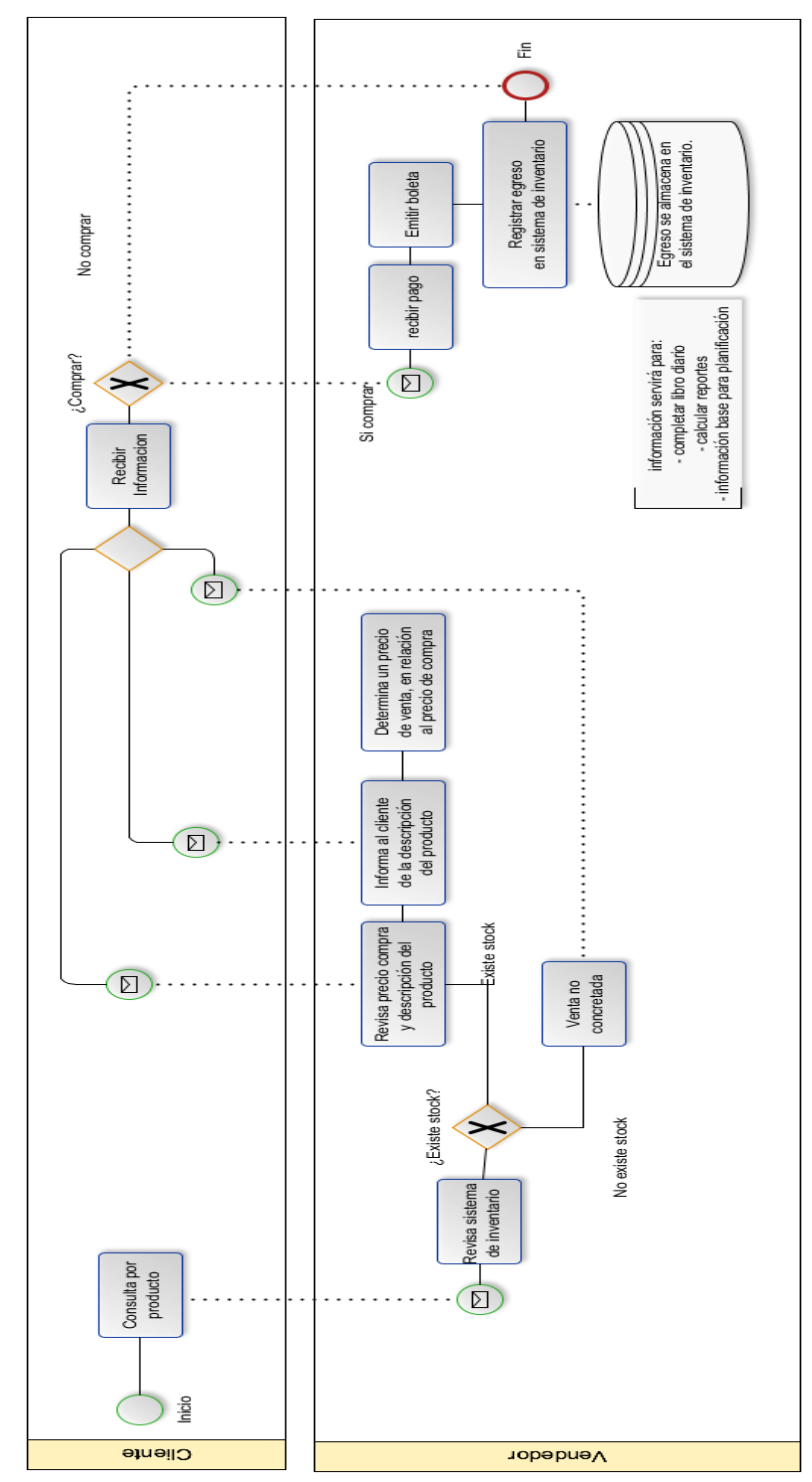 Cliente
Inicio
Consulta por
producto
Recibir
Informacion
¿Comprar?
No comprar
Vendedor
Revisa sistema
de inventario
¿Existe stock?
Existe stock
No existe stock
Revisa precio compra
y descripción del
producto
Informa al cliente
de la descripción
del producto
Determina un precio
de venta, en relación
al precio de compra
Venta no
concretada
Si comprar
recibir pago
Emitir boleta
Registrar egreso
en sistema de inventario
Fin
Egreso se almacena en
el sistema de inventario.
información servirá para:
- completar libro diario
- calcular reportes
- información base para planificación